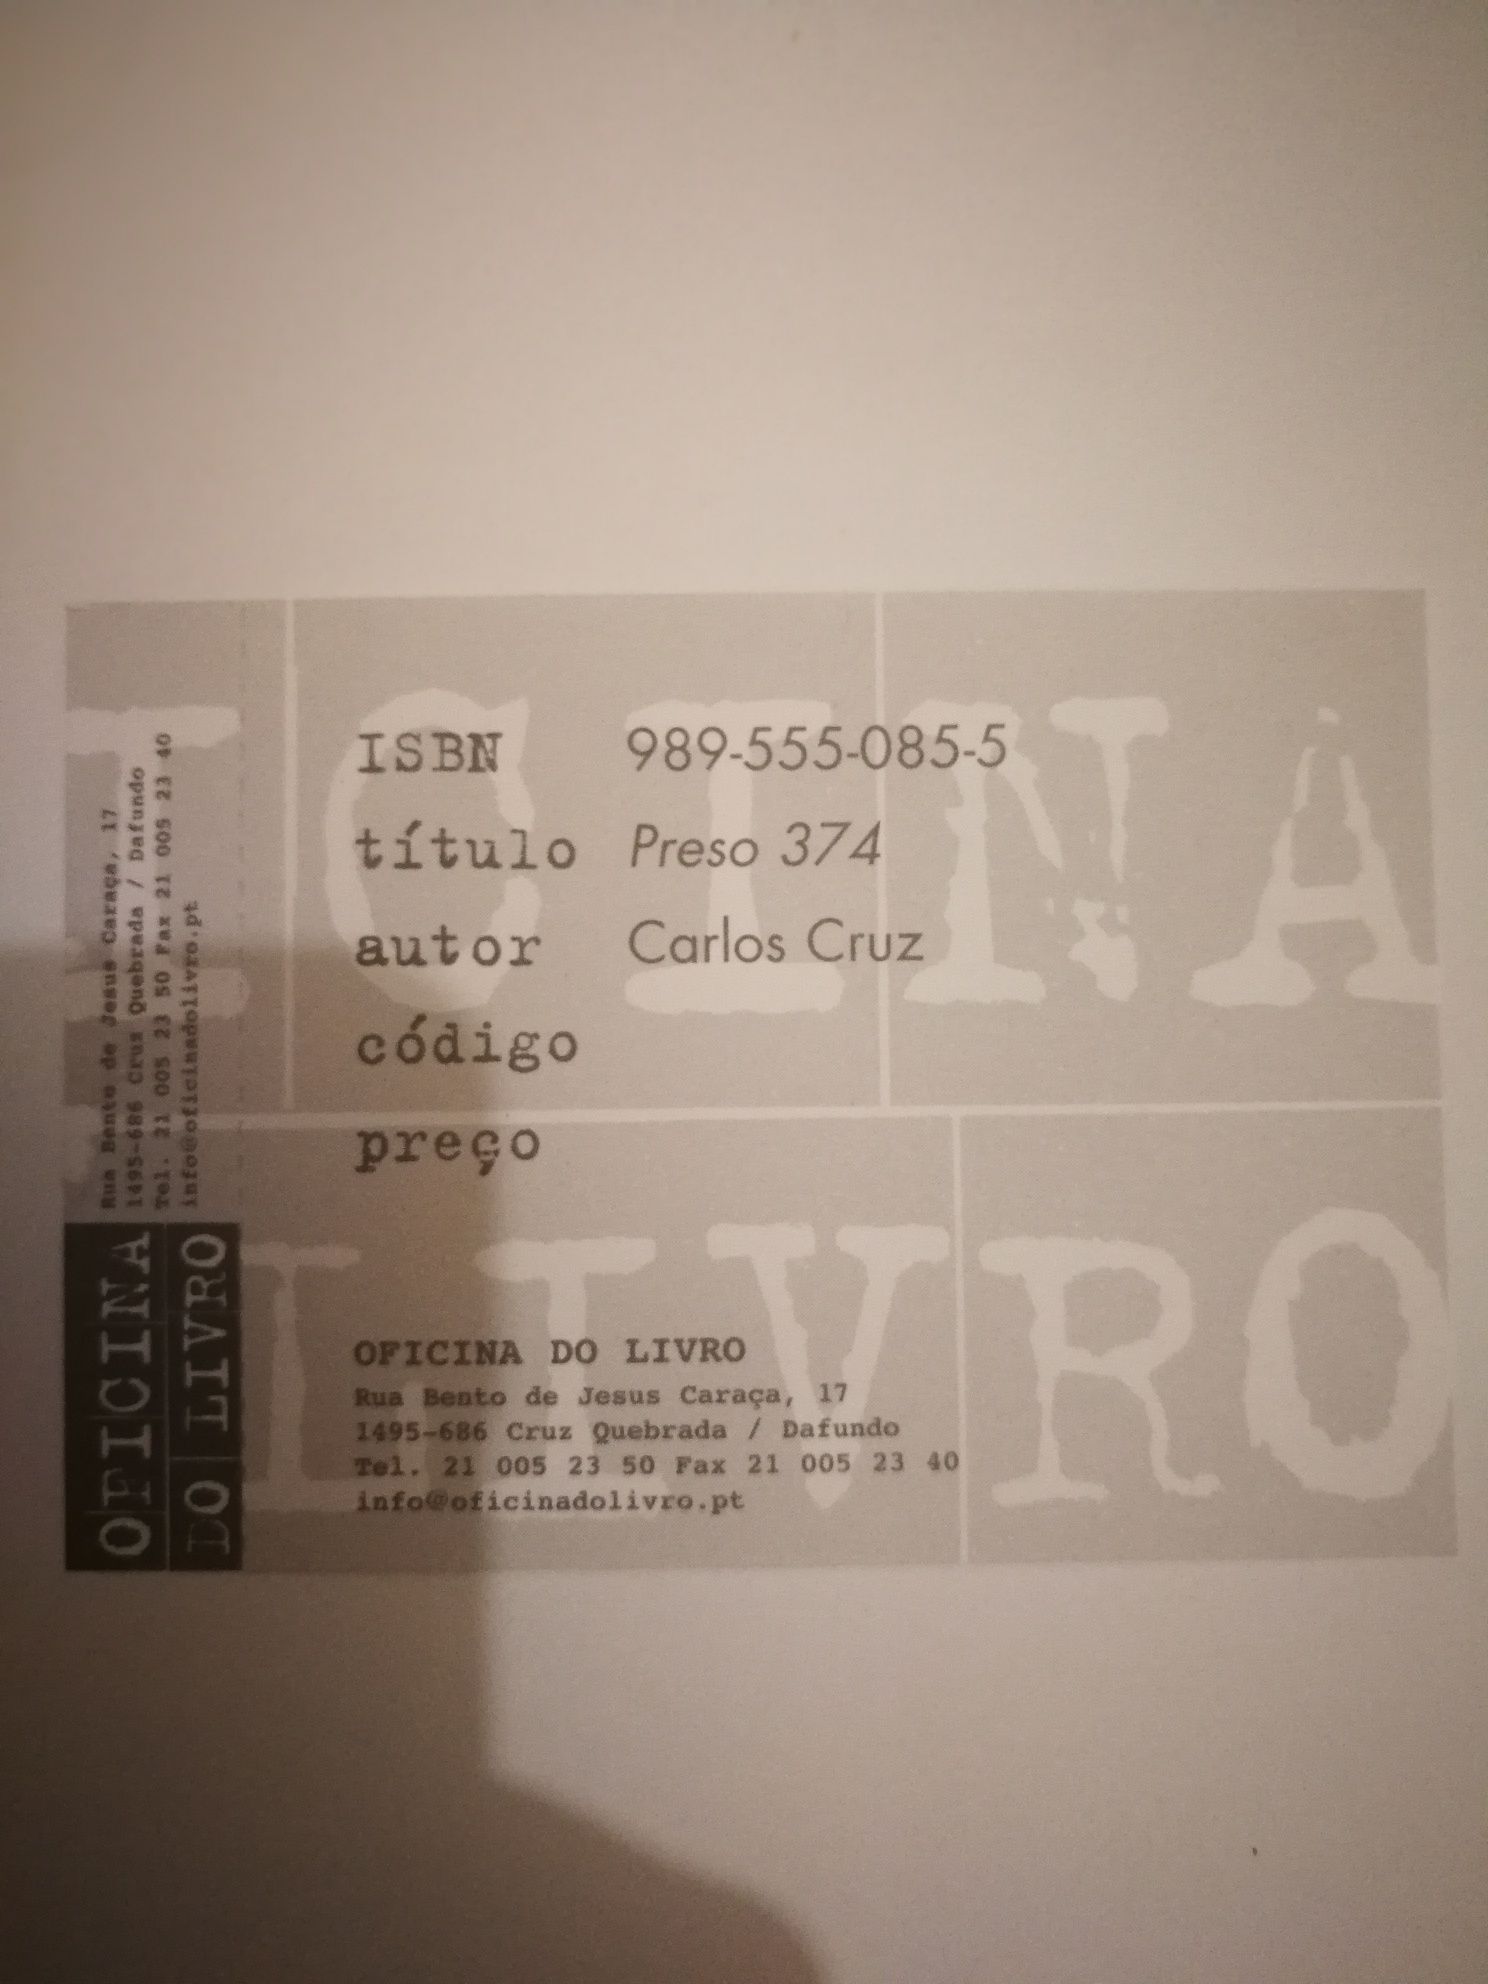 ISBN 989-555-085-5
título Preso 374
autor Carlos Cruz
código
preço
OFICINA DO LIVRO
Rua Bento de Jesus Caraça, 17
1495-686 Cruz Quebrada / Dafundo
Tel. 21 005 23 50 Fax 21 005 23 40
info@oficinadolivro.pt
OFICINA
DO LIVRO
Rua Bento de Jesus Caraça, 17
1495-686 Cruz Quebrada / Dafundo
Tel. 21 005 23 50 Fax 21 005 23 40
info@oficinadolivro.pt
ICINA
LIVRO